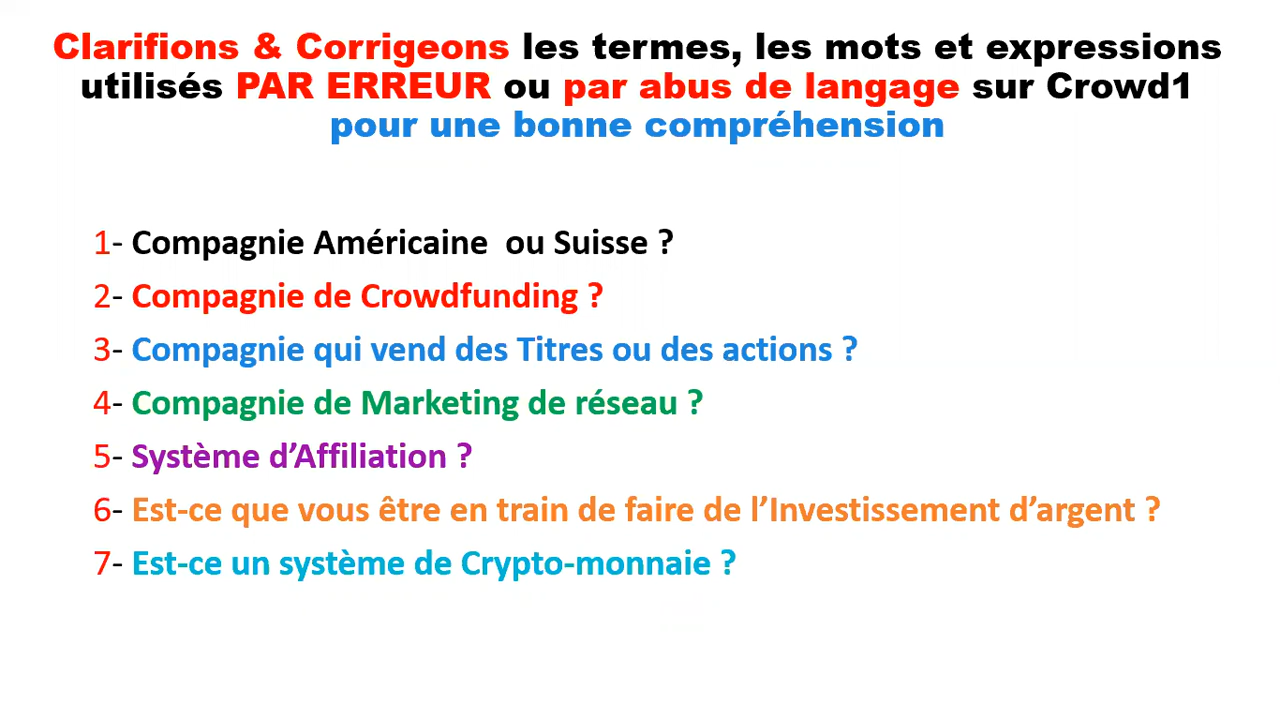 Clarifions & Corrigeons les termes, les mots et expressions
utilisés PAR ERREUR ou par abus de langage sur Crowd1
pour une bonne compréhension
1- Compagnie Américaine ou Suisse ?
2- Compagnie de Crowdfunding ?
3- Compagnie qui vend des Titres ou des actions ?
4- Compagnie de Marketing de réseau ?
5- Système d'Affiliation ?
6- Est-ce que vous être en train de faire de l'Investissement d'argent ?
7- Est-ce un système de Crypto-monnaie ?